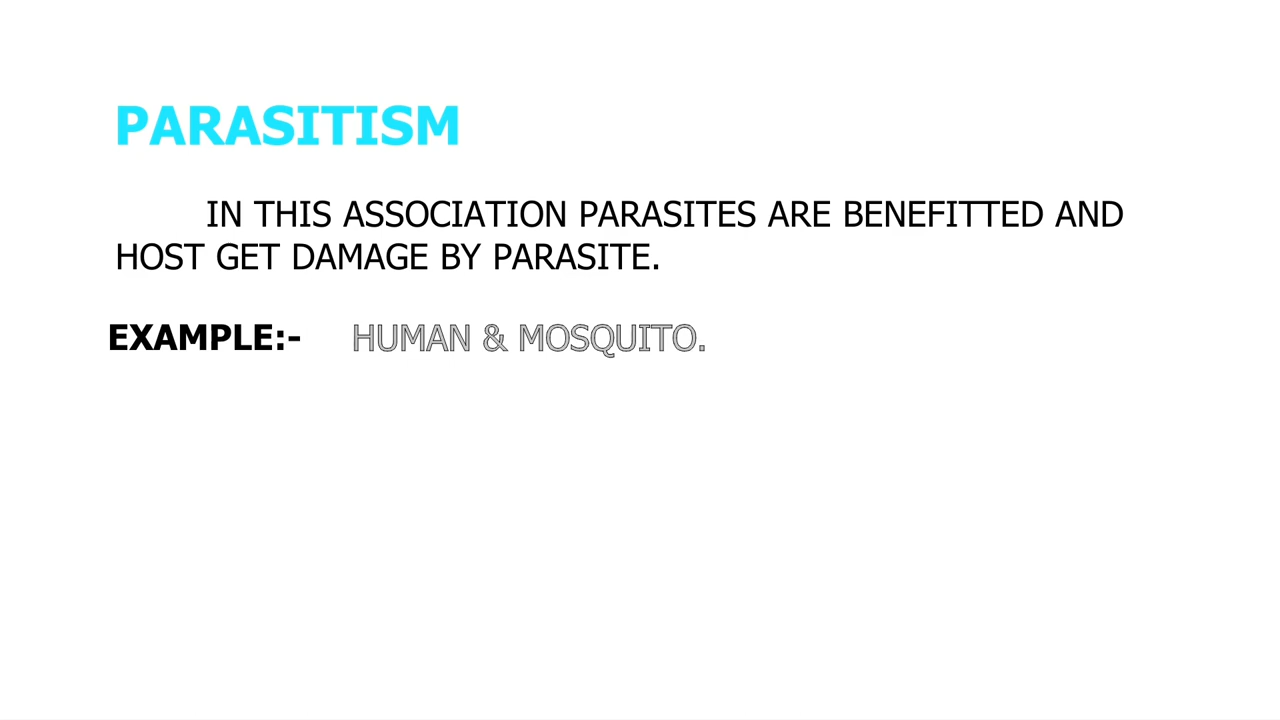 PARASITISM
IN THIS ASSOCIATION PARASITES ARE BENEFITTED AND
HOST GET DAMAGE BY PARASITE.
EXAMPLE:- HUMAN & MOSQUITO.